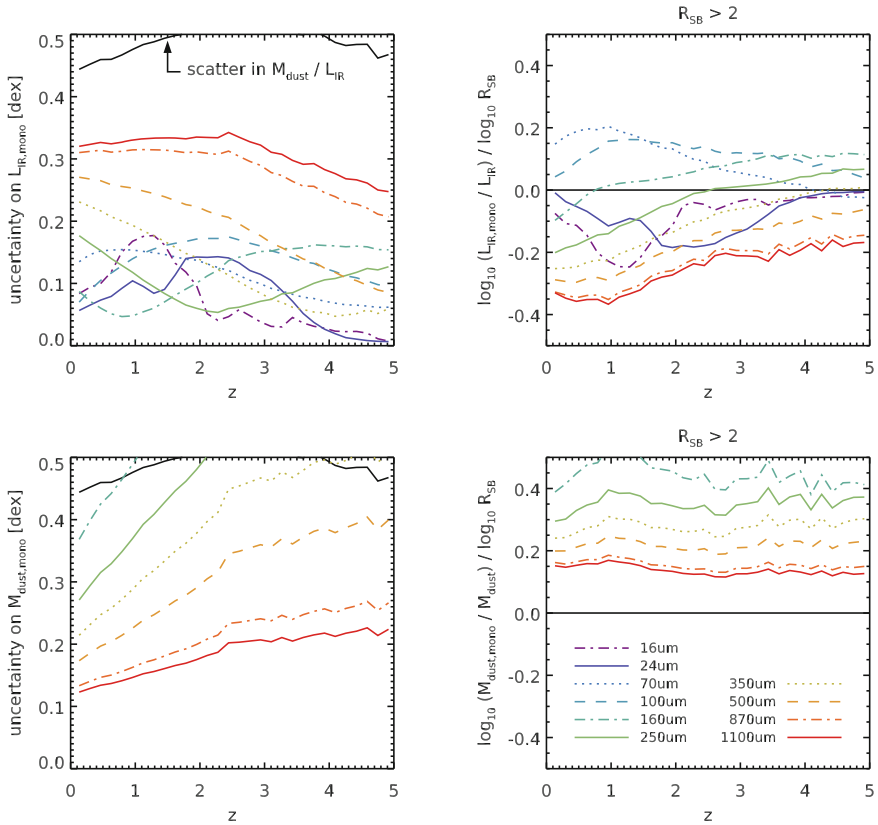 R_SB > 2
uncertainty on L_IR,mono [dex]
0.5
0.4
0.3
0.2
0.1
0.0
scatter in M_dust / L_IR
0 1 2 3 4 5
z
log_10 (L_IR,mono / L_IR) / log_10 R_SB
0.4
0.2
0.0
-0.2
-0.4
0 1 2 3 4 5
z
R_SB > 2
uncertainty on M_dust,mono [dex]
0.5
0.4
0.3
0.2
0.1
0.0
0 1 2 3 4 5
z
log_10 (M_dust,mono / M_dust) / log_10 R_SB
0.4
0.2
0.0
-0.2
-0.4
16um
24um
70um
100um
160um
250um
350um
500um
870um
1100um
0 1 2 3 4 5
z